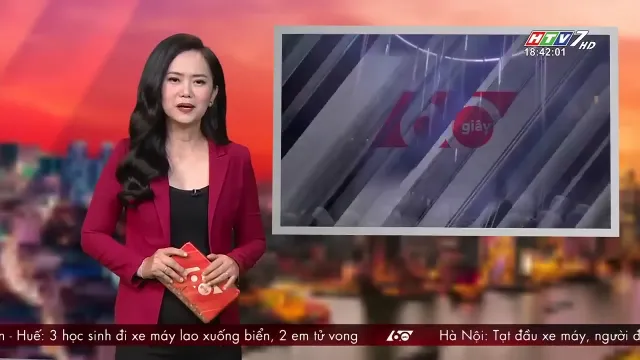 HTV7 HD
18:42:01
60 giây
n - Huế: 3 học sinh đi xe máy lao xuống biển, 2 em tử vong 60 Hà Nội: Tạt đầu xe máy, người đ